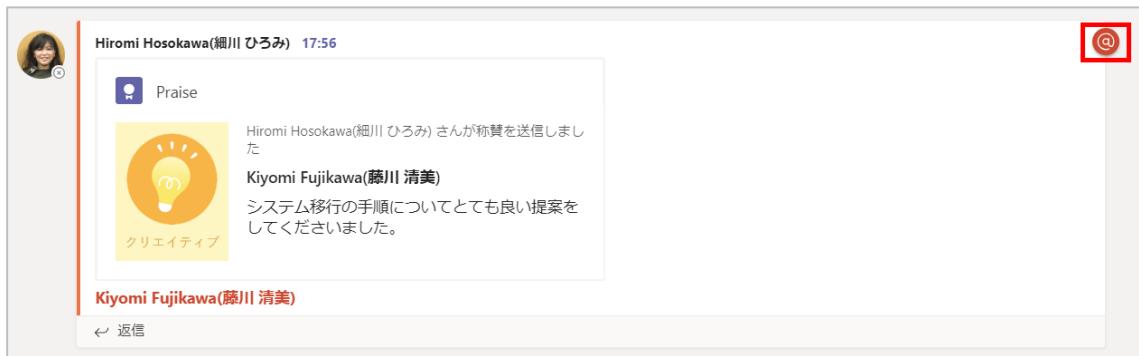 Hiromi Hosokawa(細川 ひろみ) 17:56
@
Praise
Hiromi Hosokawa(細川 ひろみ) さんが称賛を送信しまし
た
Kiyomi Fujikawa(藤川 清美)
システム移行の手順についてとても良い提案を
してくださいました。
クリエイティブ
Kiyomi Fujikawa(藤川 清美)
返信